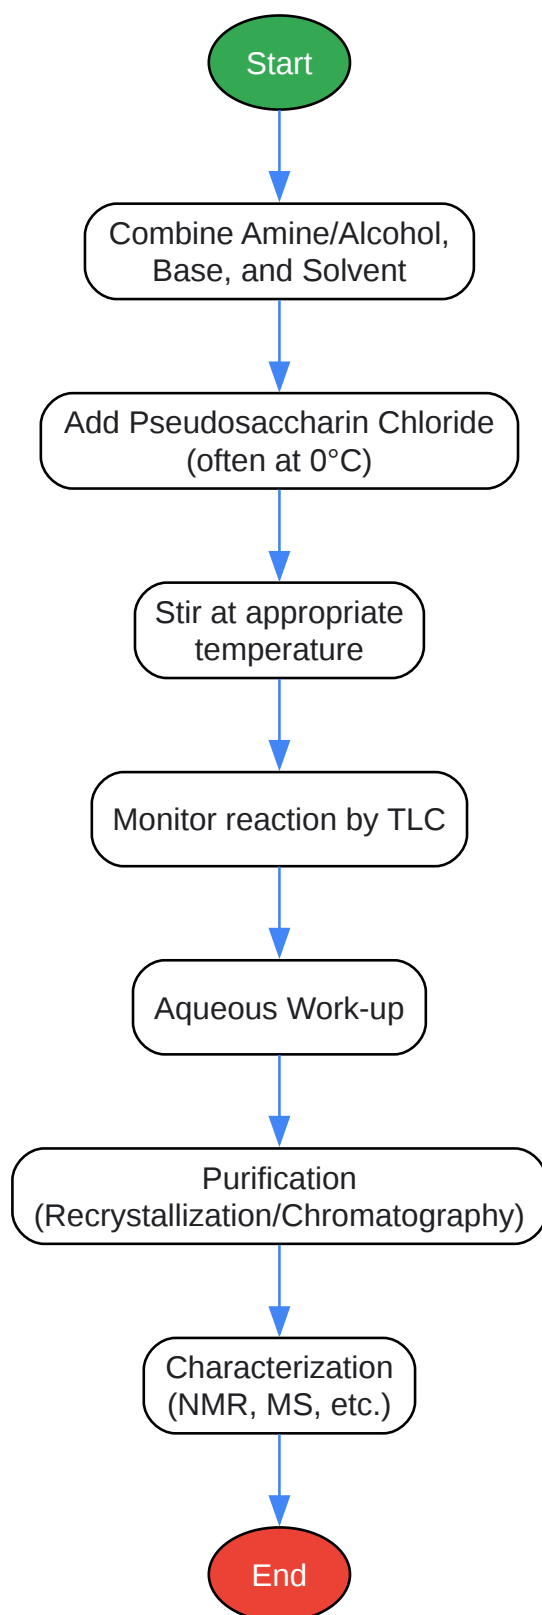 Start
Combine Amine/Alcohol,
Base, and Solvent
Add Pseudosaccharin Chloride
(often at 0°C)
Stir at appropriate
temperature
Monitor reaction by TLC
Aqueous Work-up
Purification
(Recrystallization/Chromatography)
Characterization
(NMR, MS, etc.)
End